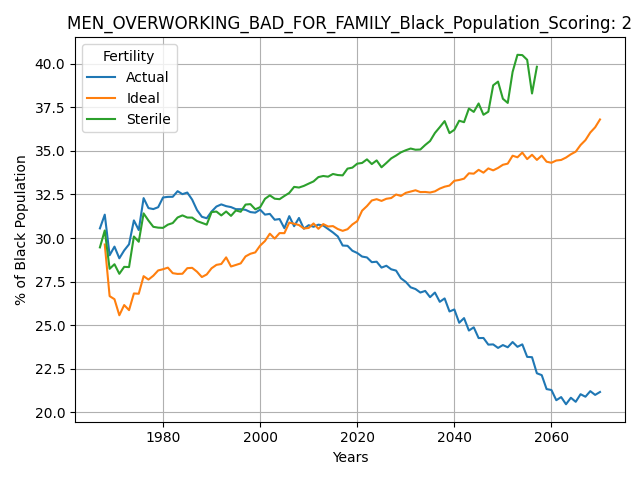 MEN_OVERWORKING_BAD_FOR_FAMILY_Black_Population_Scoring: 2
Fertility
Actual
Ideal
Sterile
% of Black Population
40.0
37.5
35.0
32.5
30.0
27.5
25.0
22.5
20.0
1980 2000 2020 2040 2060
Years